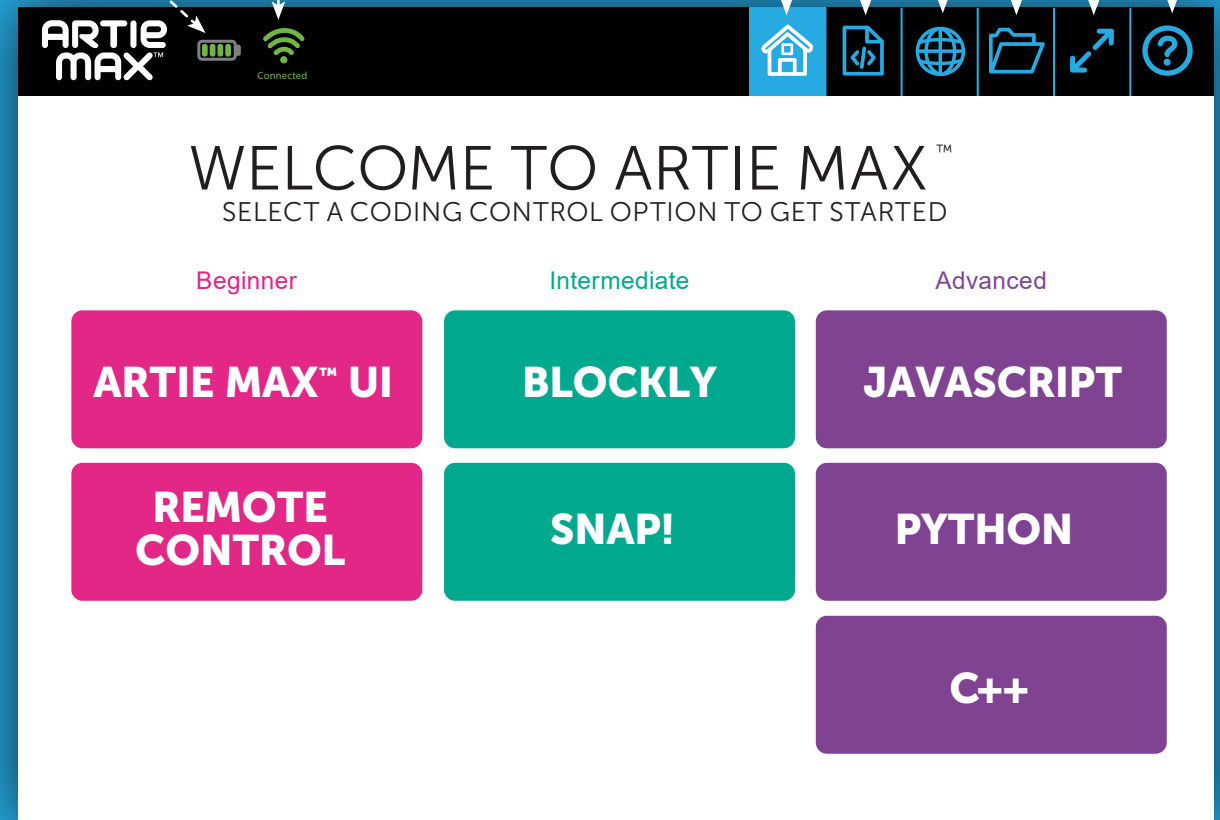 ARTIE
MAX™
Connected
</>
?
WELCOME TO ARTIE MAX™
SELECT A CODING CONTROL OPTION TO GET STARTED
Beginner
Intermediate
Advanced
ARTIE MAX™ UI
BLOCKLY
JAVASCRIPT
REMOTE
CONTROL
SNAP!
PYTHON
C++